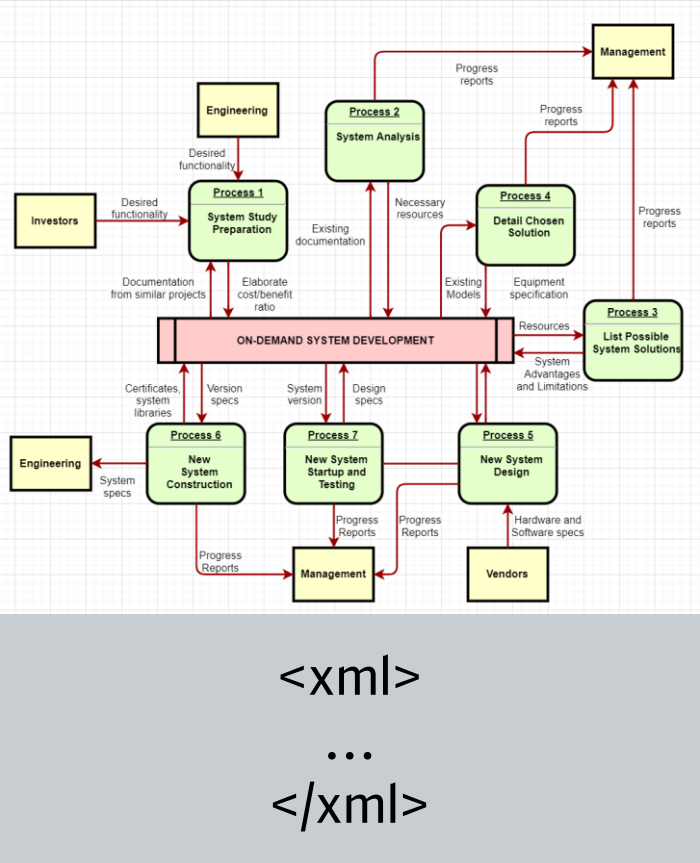 Management
Progress
reports
Engineering
Process 2
System Analysis
Progress
reports
Desired
functionality
Process 1
System Study
Preparation
Process 4
Detail Chosen
Solution
Investors
Desired
functionality
Existing
documentation
Necessary
resources
Progress
reports
Documentation
from similar projects
Elaborate
cost/benefit
ratio
Existing
Models
Equipment
specification
Process 3
List Possible
System Solutions
ON-DEMAND SYSTEM DEVELOPMENT
Resources
System
Advantages
and Limitations
Certificates,
system
libraries
Version
specs
System
version
Design
specs
Process 6
New
System
Construction
Process 7
New System
Startup and
Testing
Process 5
New System
Design
Engineering
System
specs
Progress
Reports
Progress
Reports
Progress
Reports
Hardware and
Software specs
Management
Vendors
<xml>
...
</xml>